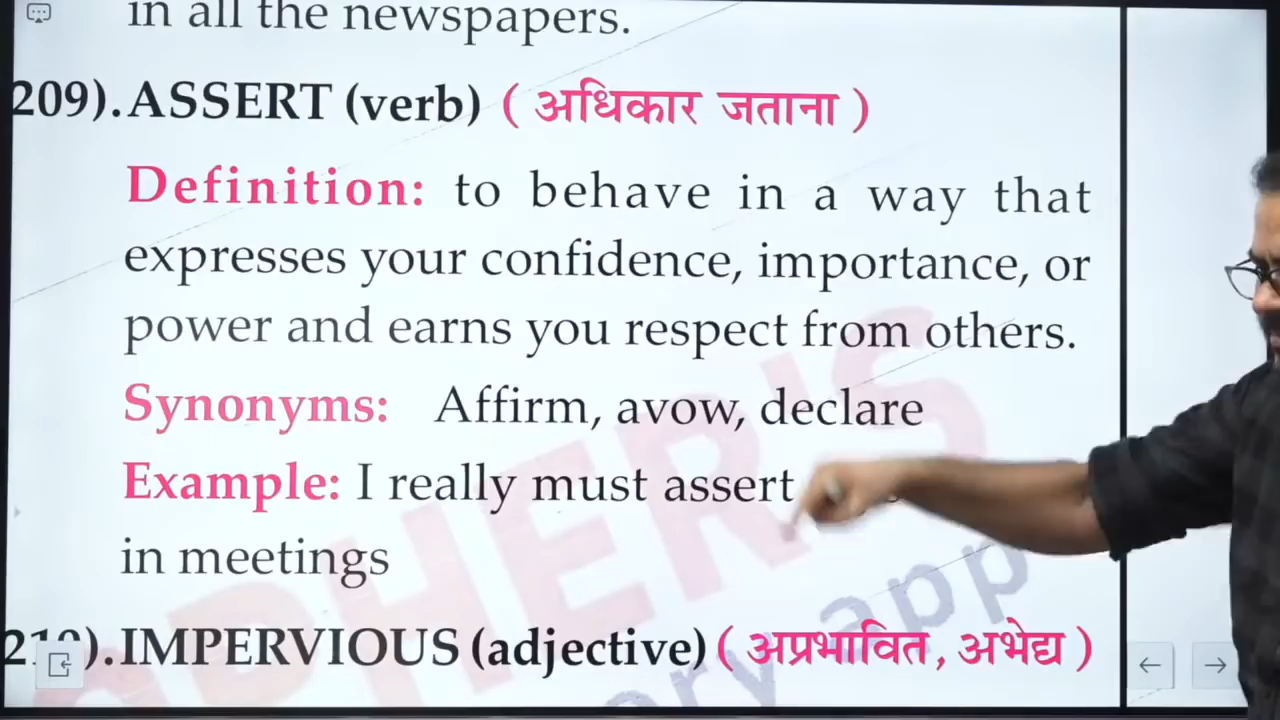 in all the newspapers.
209). ASSERT (verb) ( अधिकार जताना )
Definition: to behave in a way that
expresses your confidence, importance, or
power and earns you respect from others.
Synonyms: Affirm, avow, declare
Example: I really must assert
in meetings
210). IMPERVIOUS (adjective) ( अप्रभावित, अभेद्य )
app